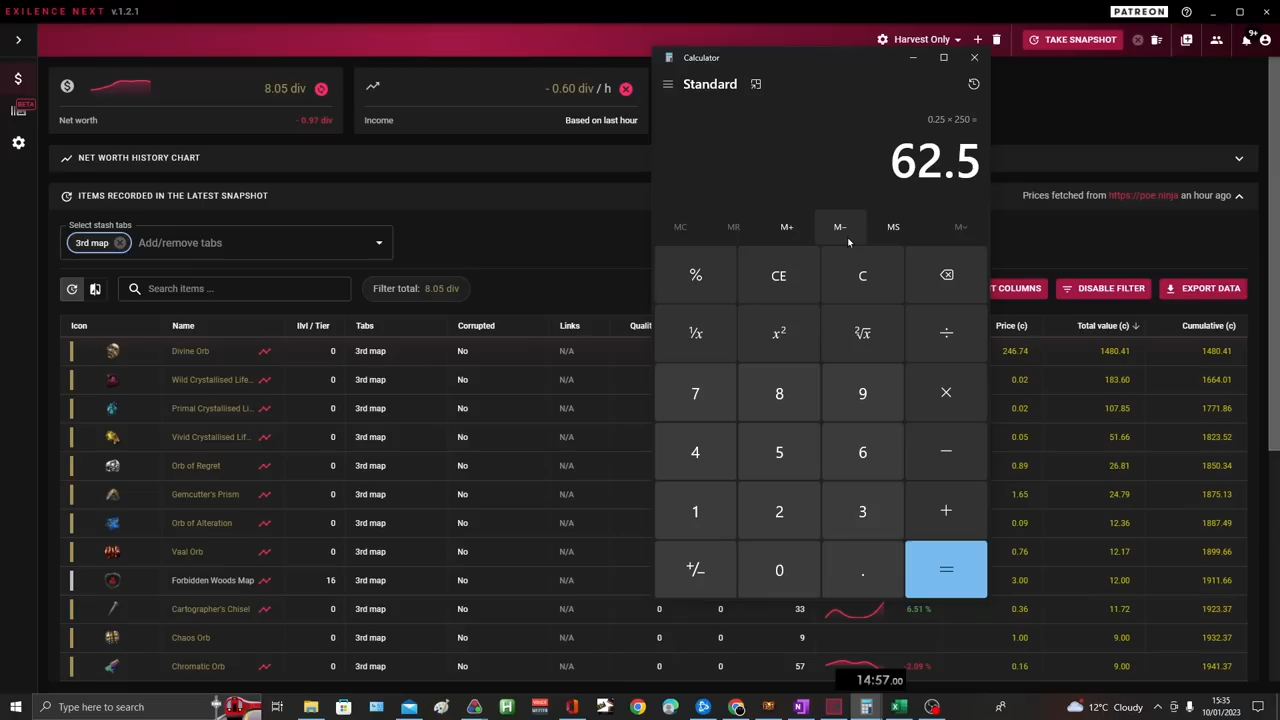 EXILENCE NEXT v.1.2.1
PATREON
Harvest Only
TAKE SNAPSHOT
9+
8.05 div
Net worth
- 0.97 div
- 0.60 div / h
Income
Based on last hour
BETA
NET WORTH HISTORY CHART
ITEMS RECORDED IN THE LATEST SNAPSHOT
Prices fetched from https://poe.ninja an hour ago
Select stash tabs
3rd map
Add/remove tabs
Search items ...
Filter total: 8.05 div
T COLUMNS
DISABLE FILTER
EXPORT DATA
Icon Name Ilvl / Tier Tabs Corrupted Links Qualit Price (c) Total value (c) Cumulative (c)
Divine Orb 0 3rd map No N/A 246.74 1480.41 1480.41
Wild Crystallised Life... 0 3rd map No N/A 0.02 183.60 1664.01
Primal Crystallised Li... 0 3rd map No N/A 0.02 107.85 1771.86
Vivid Crystallised Lif... 0 3rd map No N/A 0.05 51.66 1823.52
Orb of Regret 0 3rd map No N/A 0.89 26.81 1850.34
Gemcutter's Prism 0 3rd map No N/A 1.65 24.79 1875.13
Orb of Alteration 0 3rd map No N/A 0.09 12.36 1887.49
Vaal Orb 0 3rd map No N/A 0.76 12.17 1899.66
Forbidden Woods Map 16 3rd map No N/A 3.00 12.00 1911.66
Cartographer's Chisel 0 3rd map No N/A 0 0 33 6.51 % 0.36 11.72 1923.37
Chaos Orb 0 3rd map No N/A 0 0 9 1.00 9.00 1932.37
Chromatic Orb 0 3rd map No N/A 0 0 57 -2.09 % 0.16 9.00 1941.37
Calculator
Standard
0.25 × 250 =
62.5
MC MR M+ M− MS M˅
% CE C
¹/x x² ²√x ÷
7 8 9 ×
4 5 6 −
1 2 3 +
+/− 0 . =
14:57.00
Type here to search
12°C Cloudy
15:35
10/01/2023